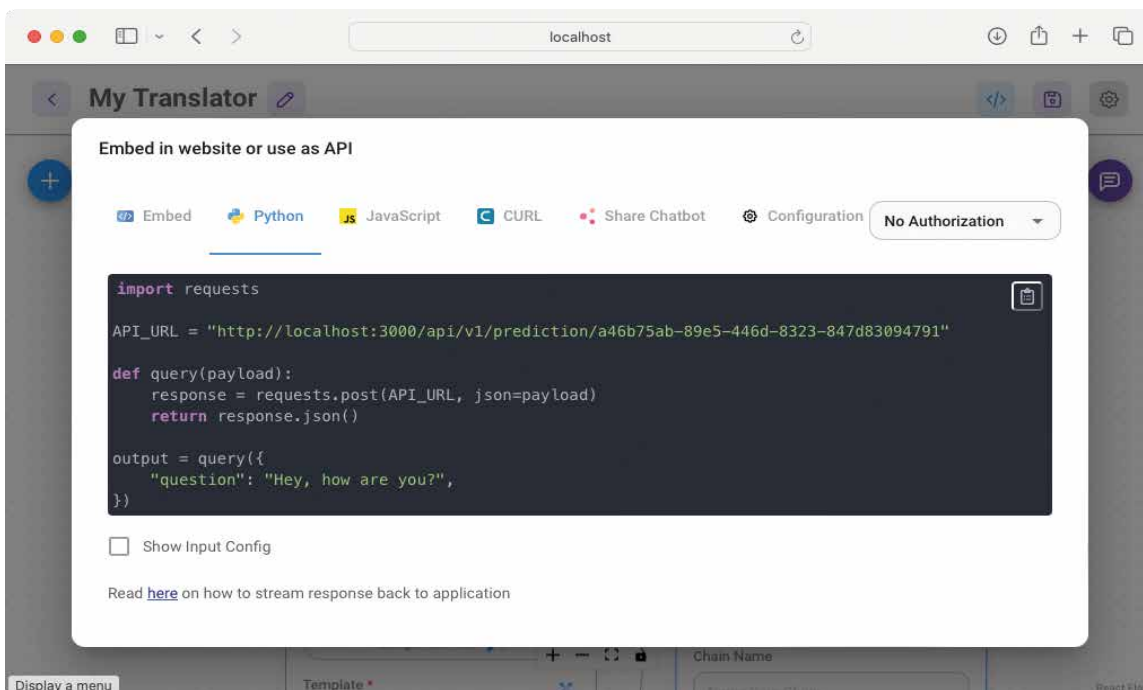 localhost
My Translator
Embed in website or use as API
Embed Python JavaScript CURL Share Chatbot Configuration No Authorization
import requests
API_URL = "http://localhost:3000/api/v1/prediction/a46b75ab-89e5-446d-8323-847d83094791"
def query(payload):
    response = requests.post(API_URL, json=payload)
    return response.json()
output = query({
    "question": "Hey, how are you?",
})
Show Input Config
Read here on how to stream response back to application
Chain Name
Template *
Display a menu